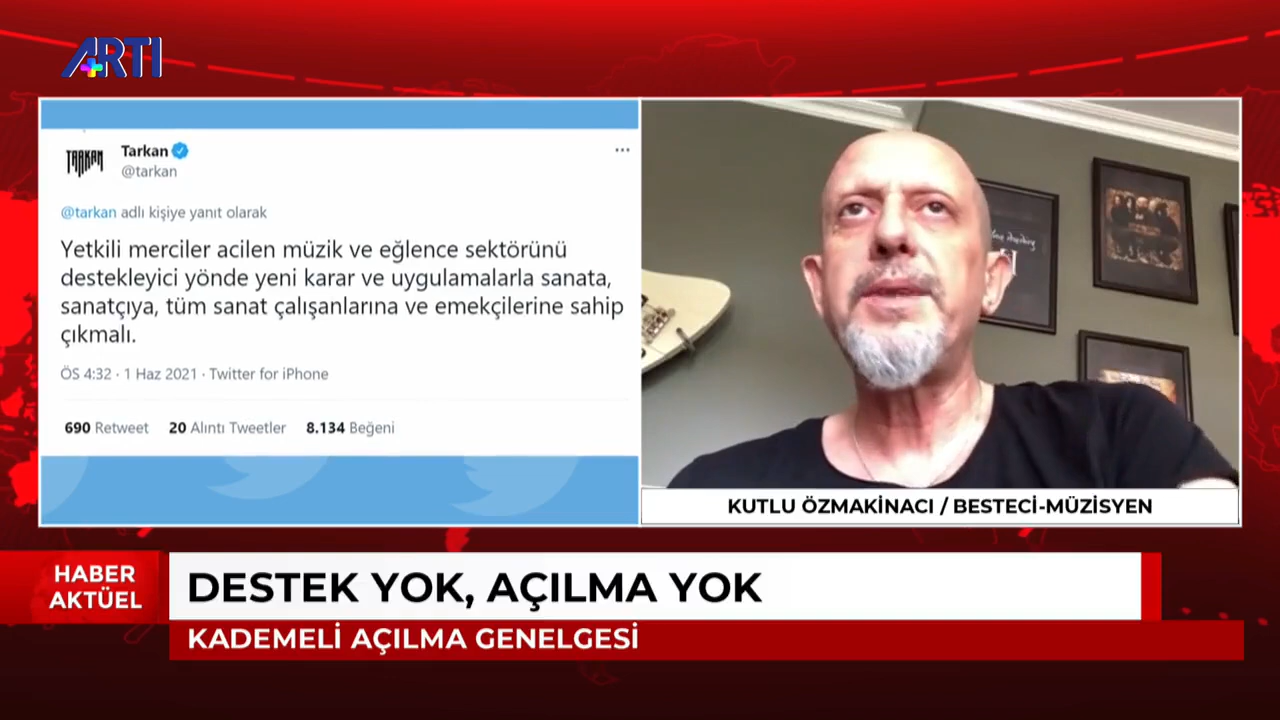 ARTI
TARKAN
Tarkan
@tarkan
@tarkan adlı kişiye yanıt olarak
Yetkili merciler acilen müzik ve eğlence sektörünü
destekleyici yönde yeni karar ve uygulamalarla sanata,
sanatçıya, tüm sanat çalışanlarına ve emekçilerine sahip
çıkmalı.
ÖS 4:32 · 1 Haz 2021 · Twitter for iPhone
690 Retweet 20 Alıntı Tweetler 8.134 Beğeni
KUTLU ÖZMAKİNACI / BESTECİ-MÜZİSYEN
HABER
AKTÜEL
DESTEK YOK, AÇILMA YOK
KADEMELİ AÇILMA GENELGESİ